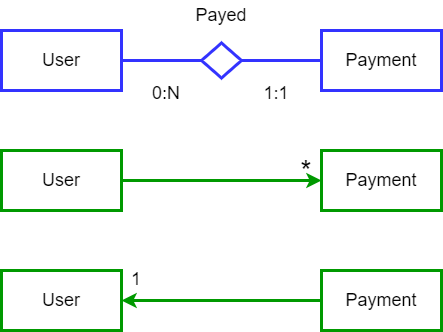 Payed
User
Payment
0:N
1:1
User
*
Payment
User
1
Payment